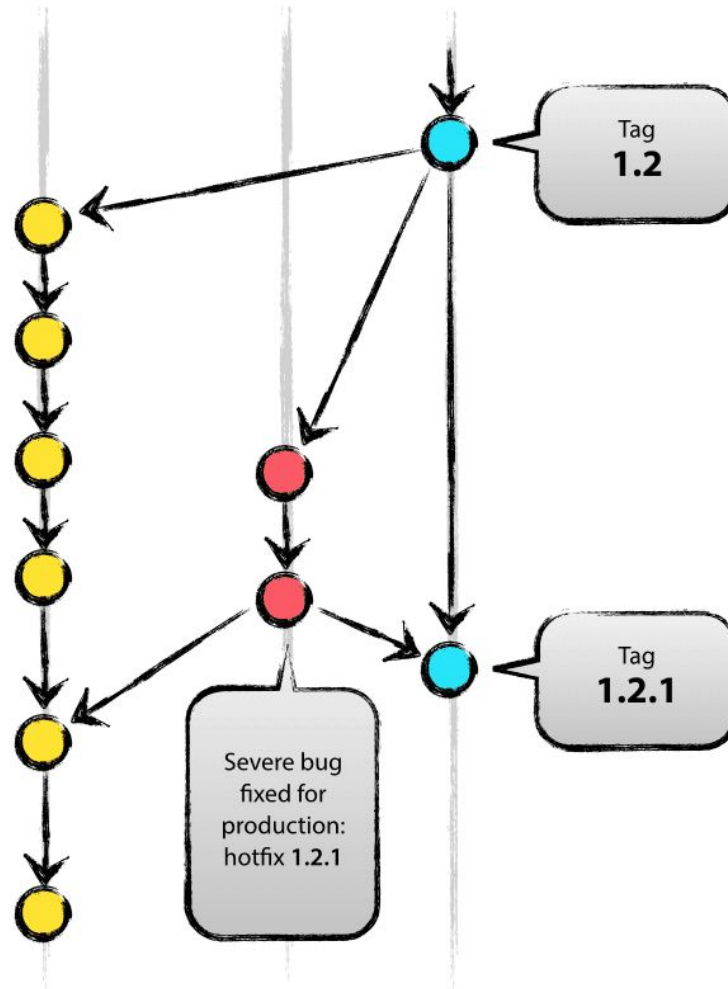 Tag
1.2
Tag
1.2.1
Severe bug
fixed for
production:
hotfix 1.2.1